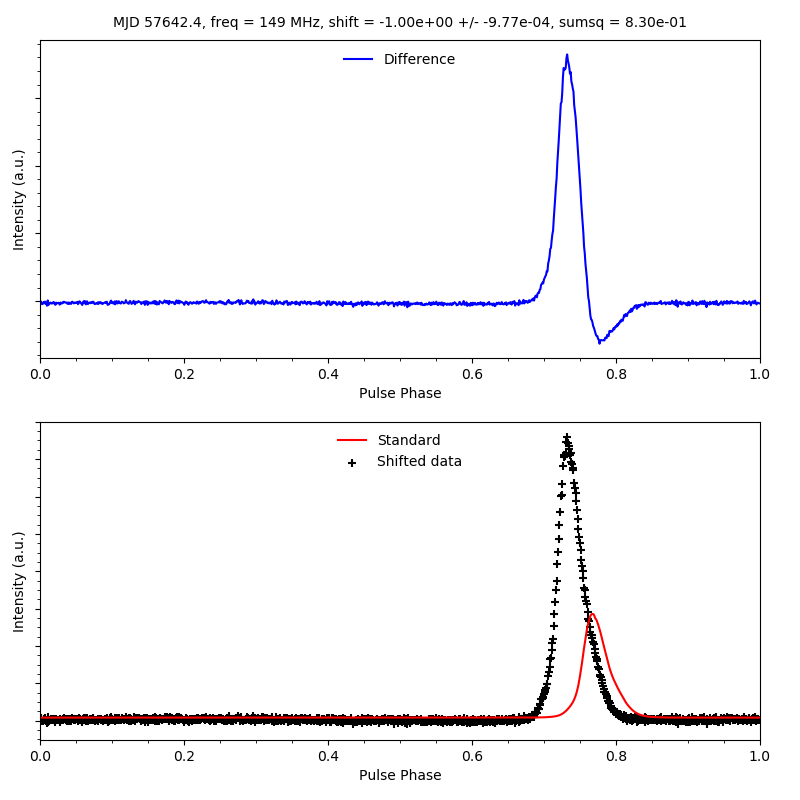 MJD 57642.4, freq = 149 MHz, shift = -1.00e+00 +/- -9.77e-04, sumsq = 8.30e-01
Difference
Intensity (a.u.)
0.0 0.2 0.4 0.6 0.8 1.0
Pulse Phase
Standard
Shifted data
Intensity (a.u.)
0.0 0.2 0.4 0.6 0.8 1.0
Pulse Phase